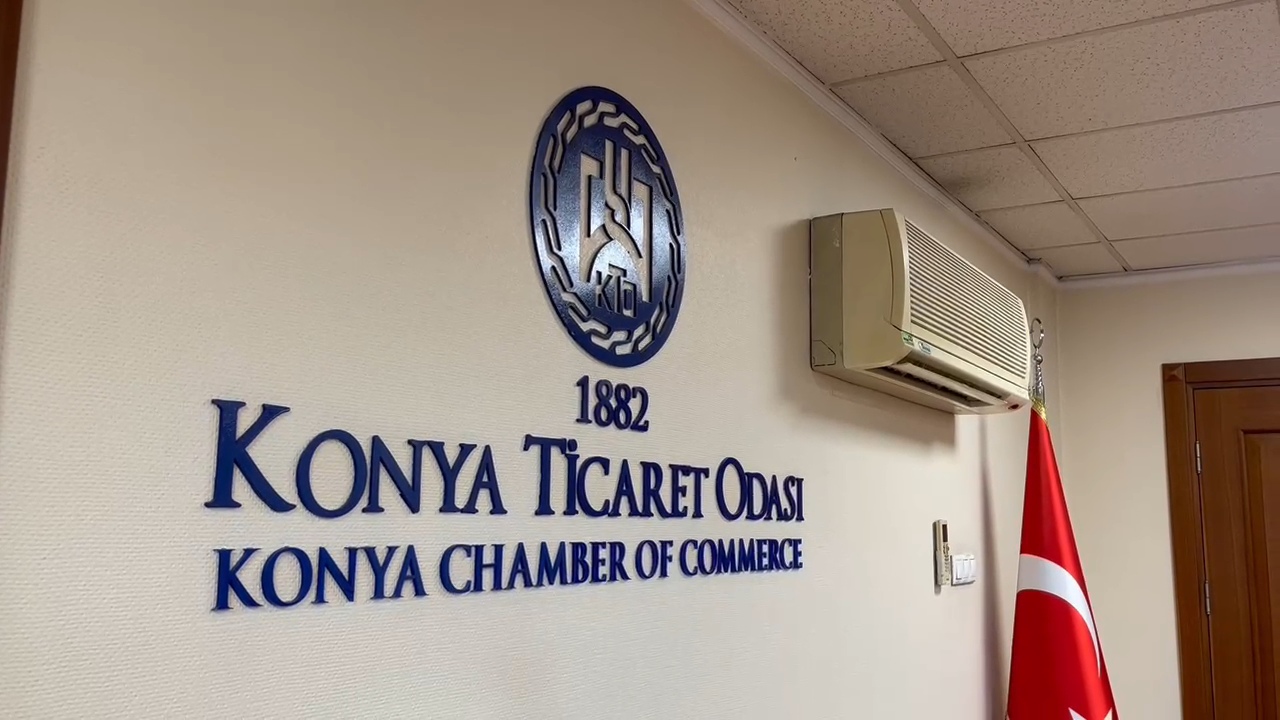 KTO
1882
KONYA TİCARET ODASI
KONYA CHAMBER OF COMMERCE